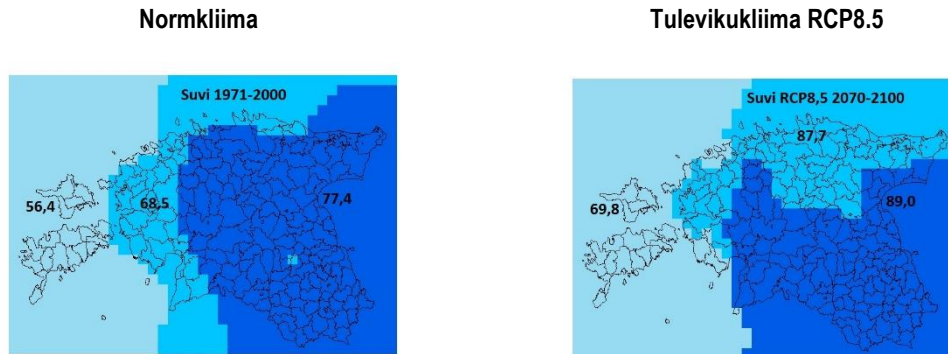 Normkliima
Tulevikukliima RCP8.5
Suvi 1971-2000
56,4
68,5
77,4
Suvi RCP8,5 2070-2100
87,7
69,8
89,0